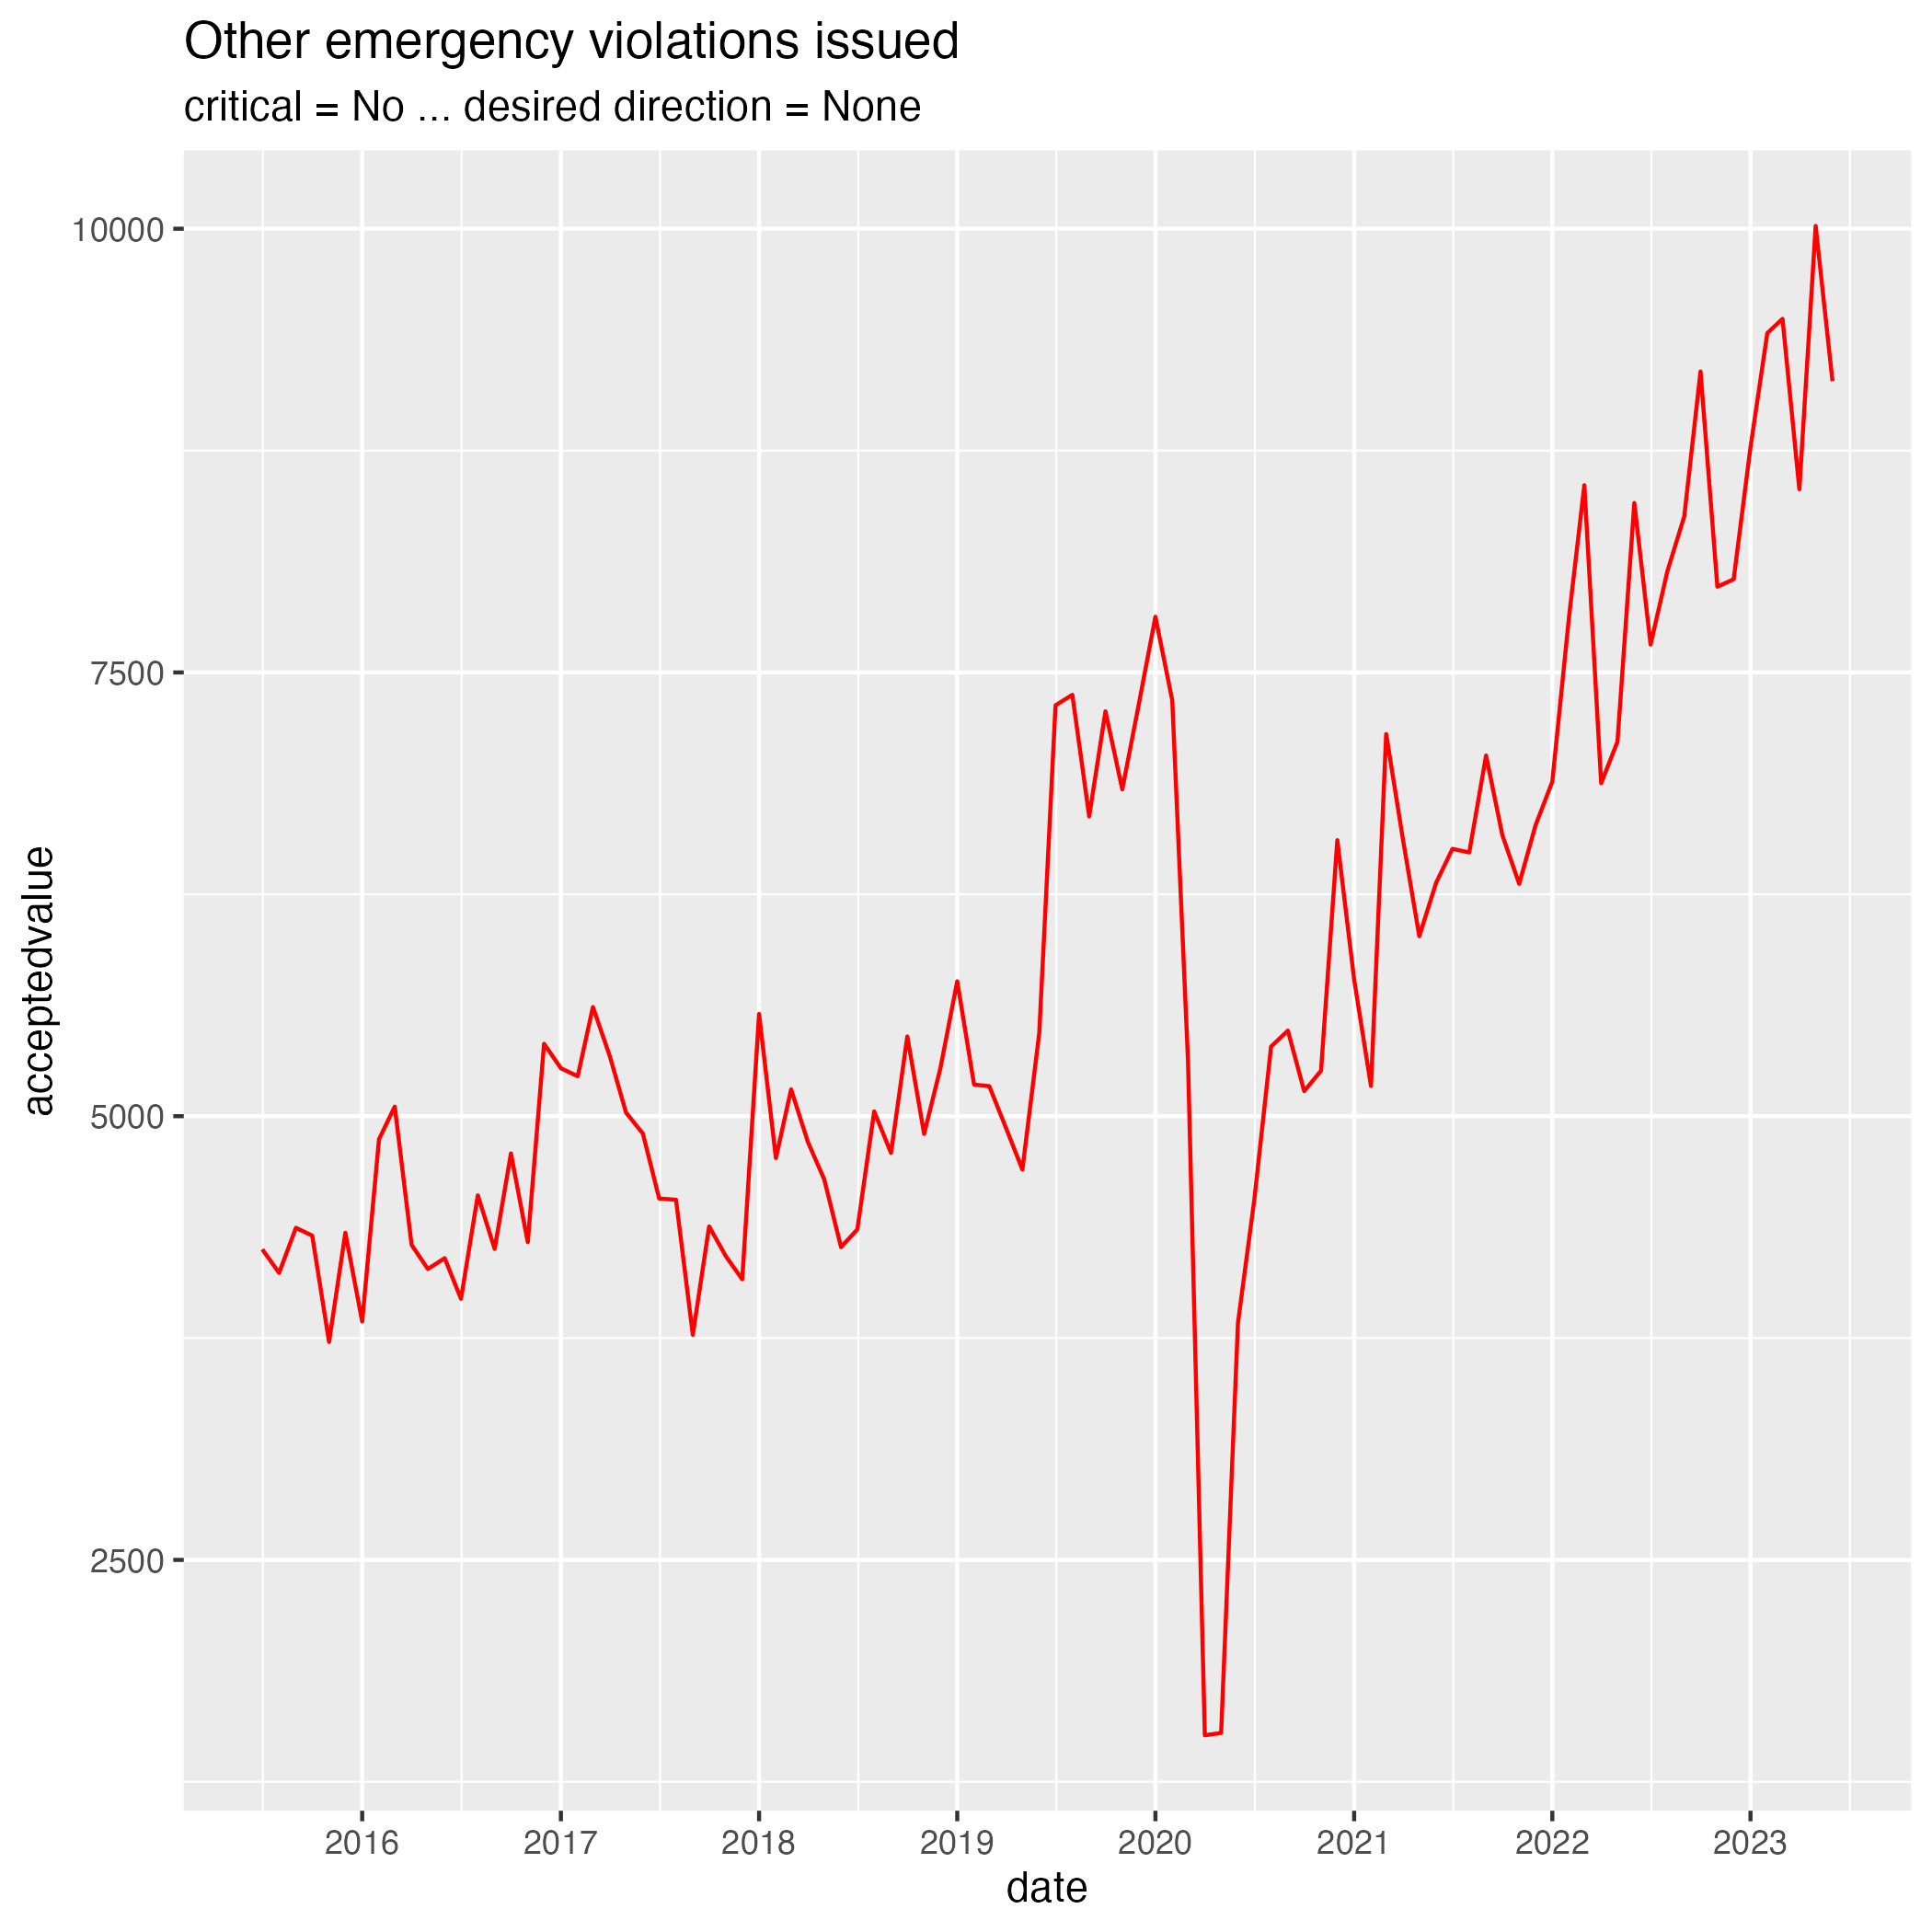 Other emergency violations issued
critical = No ... desired direction = None
acceptedvalue
10000
7500
5000
2500
2016 2017 2018 2019 2020 2021 2022 2023
date